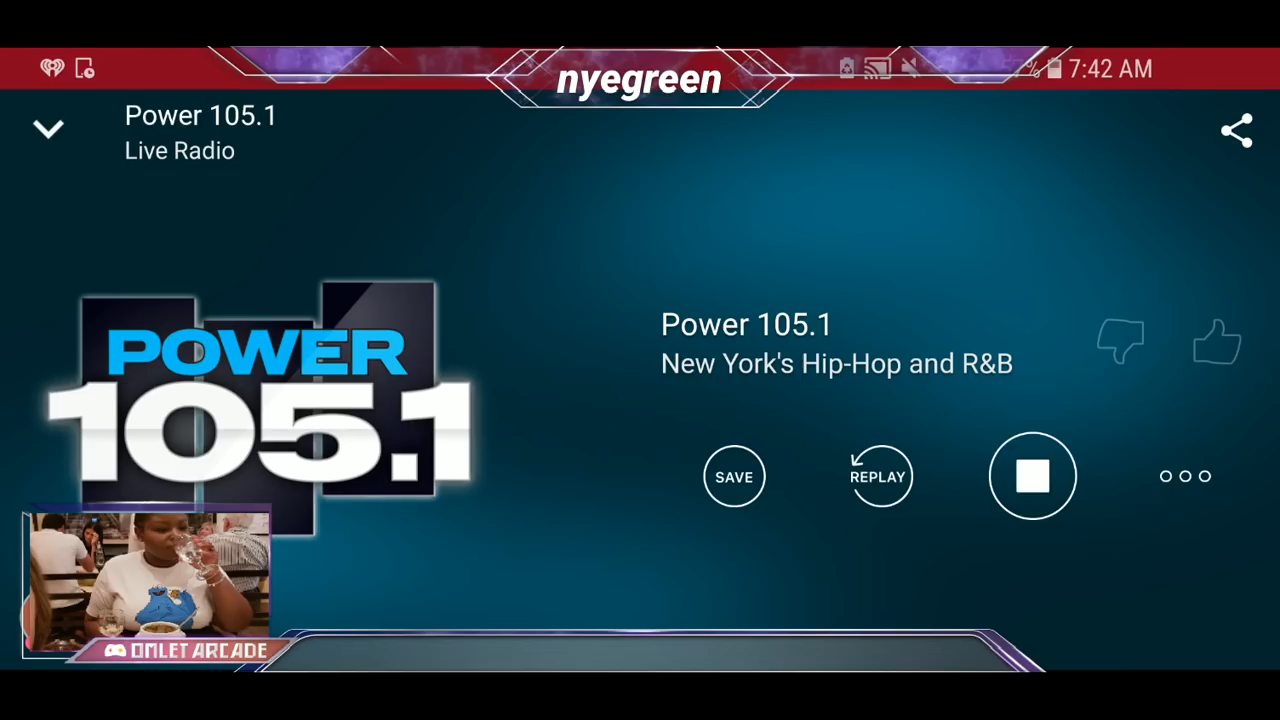 nyegreen
% 7:42 AM
Power 105.1
Live Radio
POWER
105.1
Power 105.1
New York's Hip-Hop and R&B
SAVE
REPLAY
OMLET ARCADE